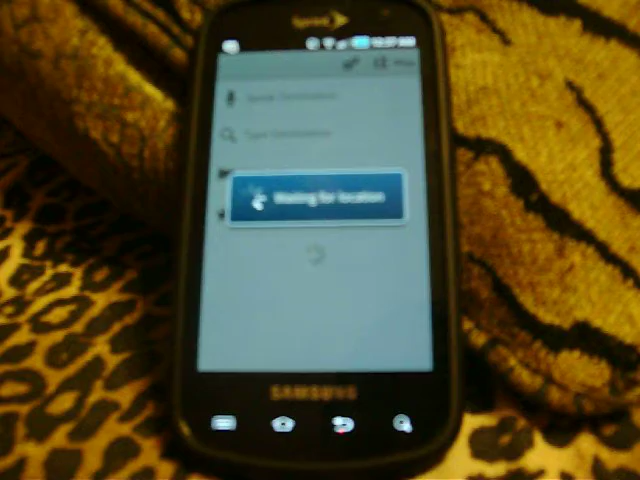 Sprint
Speak Destination
Type Destination
Waiting for location
SAMSUNG